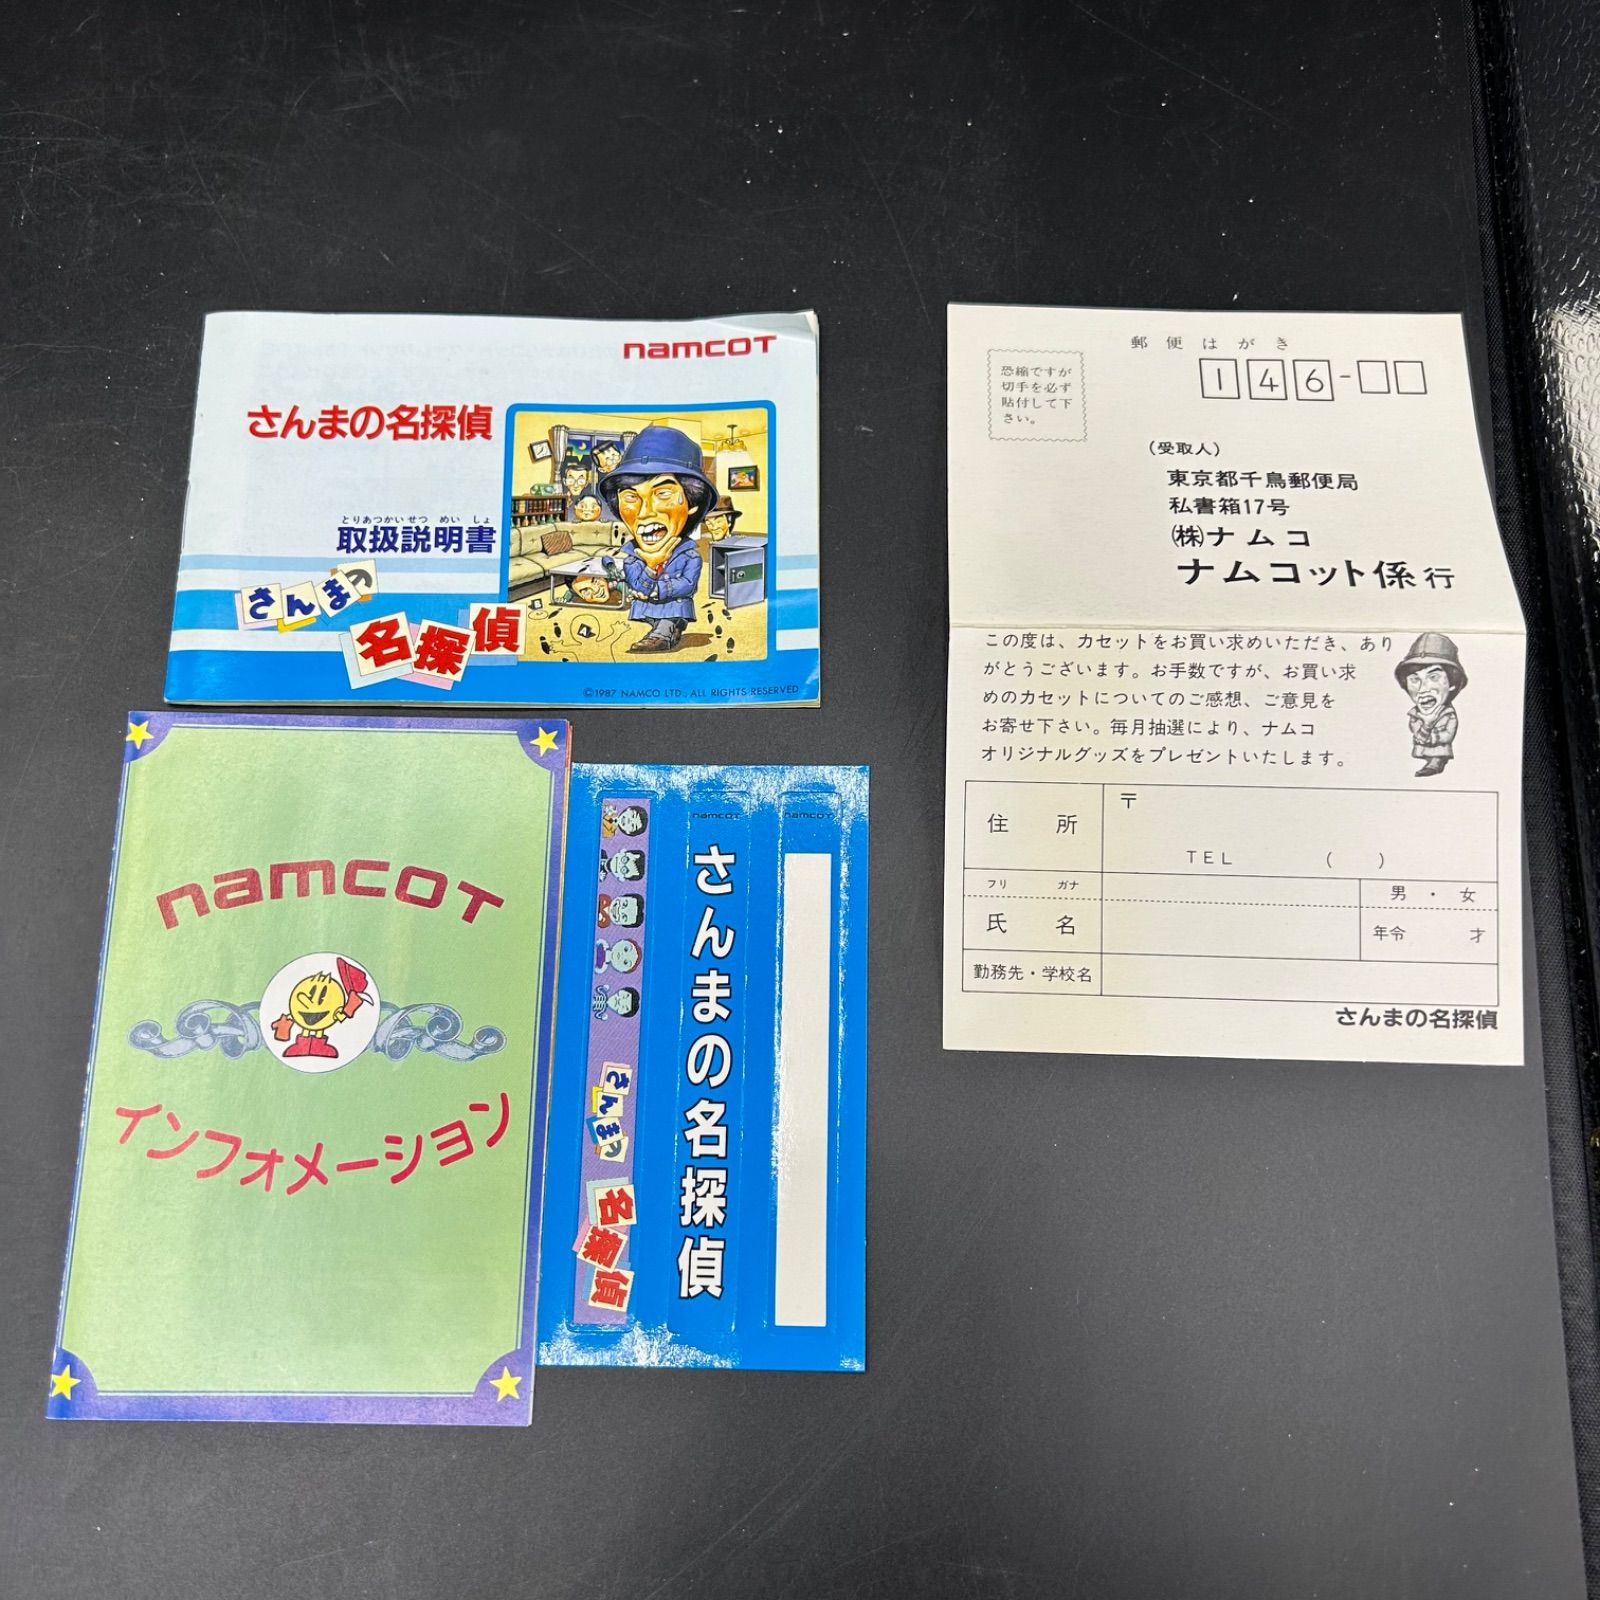 namcoT
さんまの名探偵
とりあつかいせつ めい しょ
取扱説明書
さんまの
名探偵
©1987 NAMCO LTD., ALL RIGHTS RESERVED
namcoT
インフォメーション
さんまの
名探偵
namcoT
さんまの名探偵
namcoT
郵便はがき
恐縮ですが
切手を必ず
貼付して下
さい。
146-
(受取人)
東京都千鳥郵便局
私書箱17号
(株)ナムコ
ナムコット係行
この度は、カセットをお買い求めいただき、あり
がとうございます。お手数ですが、お買い求
めのカセットについてのご感想、ご意見を
お寄せ下さい。毎月抽選により、ナムコ
オリジナルグッズをプレゼントいたします。
住所
〒
TEL ( )
フリ ガナ
氏名
男・女
年令 才
勤務先・学校名
さんまの名探偵